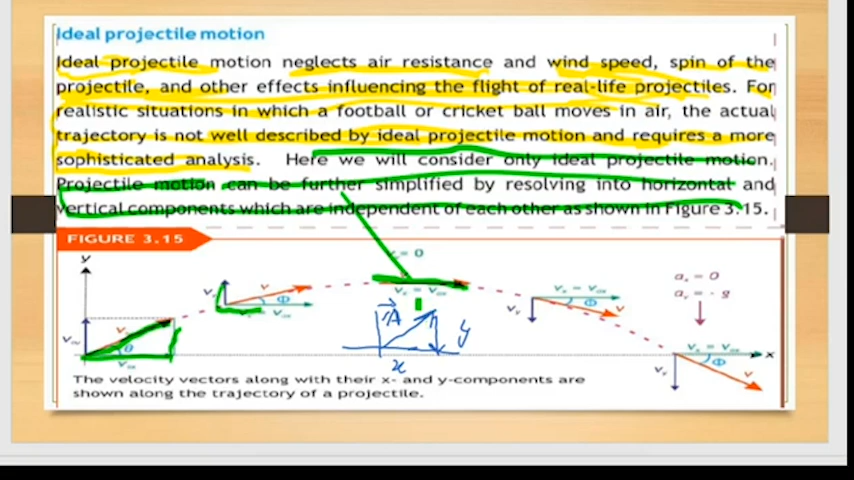 Ideal projectile motion
Ideal projectile motion neglects air resistance and wind speed, spin of the
projectile, and other effects influencing the flight of real-life projectiles. For
realistic situations in which a football or cricket ball moves in air, the actual
trajectory is not well described by ideal projectile motion and requires a more
sophisticated analysis. Here we will consider only ideal projectile motion.
Projectile motion can be further simplified by resolving into horizontal and
vertical components which are independent of each other as shown in Figure 3.15.
FIGURE 3.15
y
= 0
aₓ = 0
aᵧ = - g
v
Φ
vₓ = vₒₓ
vₓ = vₒₓ
Φ
v
vᵧ
A
y
x
θ
vₒₓ
vₓ = vₒₓ
x
Φ
v
vᵧ
The velocity vectors along with their x- and y-components are
shown along the trajectory of a projectile.